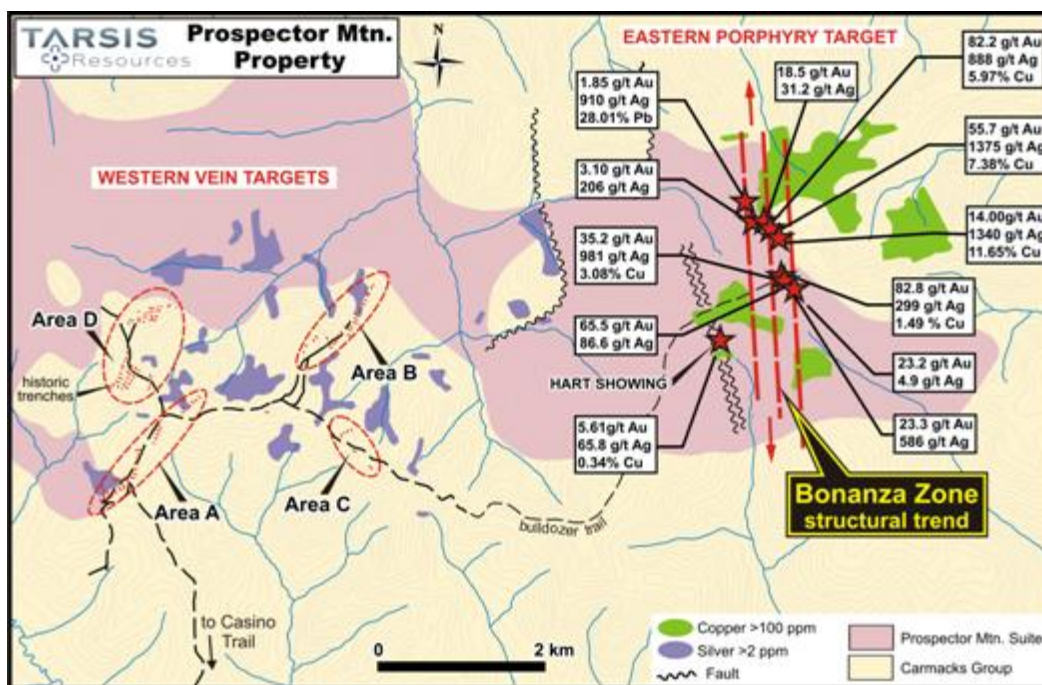 TARSIS
Resources
Prospector Mtn.
Property
N
EASTERN PORPHYRY TARGET
82.2 g/t Au
888 g/t Ag
5.97% Cu
18.5 g/t Au
31.2 g/t Ag
1.85 g/t Au
910 g/t Ag
28.01% Pb
55.7 g/t Au
1375 g/t Ag
7.38% Cu
WESTERN VEIN TARGETS
3.10 g/t Au
206 g/t Ag
14.00g/t Au
1340 g/t Ag
11.65% Cu
35.2 g/t Au
981 g/t Ag
3.08% Cu
82.8 g/t Au
299 g/t Ag
1.49 % Cu
Area D
65.5 g/t Au
86.6 g/t Ag
Area B
23.2 g/t Au
4.9 g/t Ag
historic
trenches
HART SHOWING
5.61g/t Au
65.8 g/t Ag
0.34% Cu
23.3 g/t Au
586 g/t Ag
Area A
Area C
Bonanza Zone
structural trend
bulldozer trail
to Casino
Trail
0
2 km
Copper >100 ppm
Silver >2 ppm
Fault
Prospector Mtn. Suite
Carmacks Group